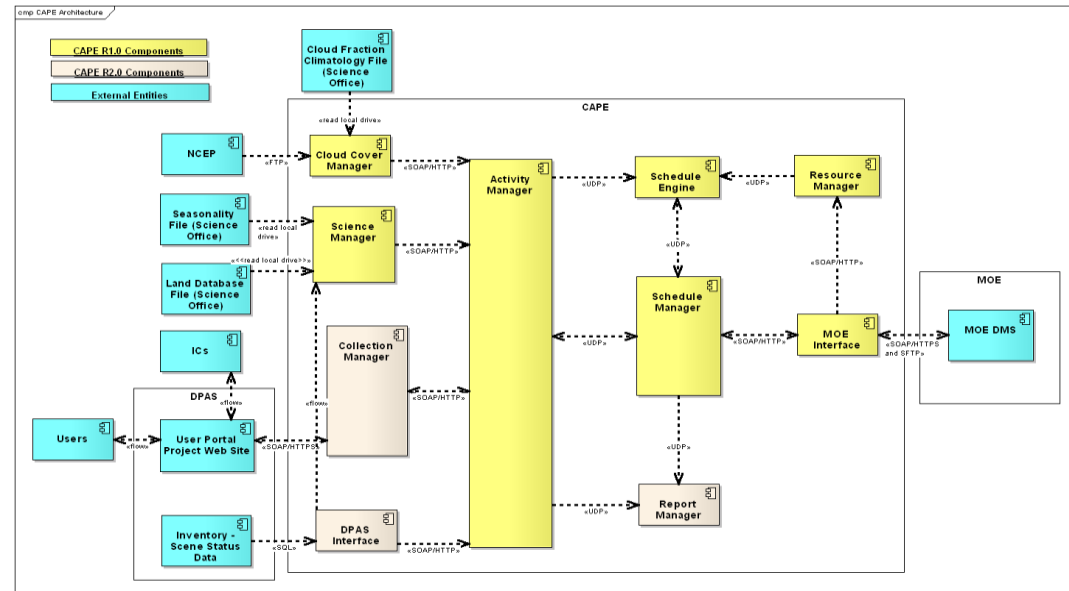 cmp CAPE Architecture
CAPE R1.0 Components
CAPE R2.0 Components
External Entities
Cloud Fraction
Climatology File
(Science
Office)
«read local drive»
CAPE
NCEP
«FTP»
Cloud Cover
Manager
«SOAP/HTTP»
Activity
Manager
«UDP»
Schedule
Engine
«UDP»
Resource
Manager
Seasonality
File (Science
Office)
«read local
drive»
Science
Manager
«SOAP/HTTP»
«UDP»
«SOAP/HTTP»
«<<read local drive>>»
Land Database
File (Science
Office)
Schedule
Manager
MOE
ICs
Collection
Manager
«UDP»
«SOAP/HTTP»
MOE
Interface
«SOAP/HTTPS
and SFTP»
MOE DMS
DPAS
«flow»
«flow»
«SOAP/HTTP»
Users
«flow»
User Portal
Project Web Site
«SOAP/HTTPS»
«UDP»
Inventory -
Scene Status
Data
«SQL»
DPAS
Interface
«SOAP/HTTP»
«UDP»
Report
Manager